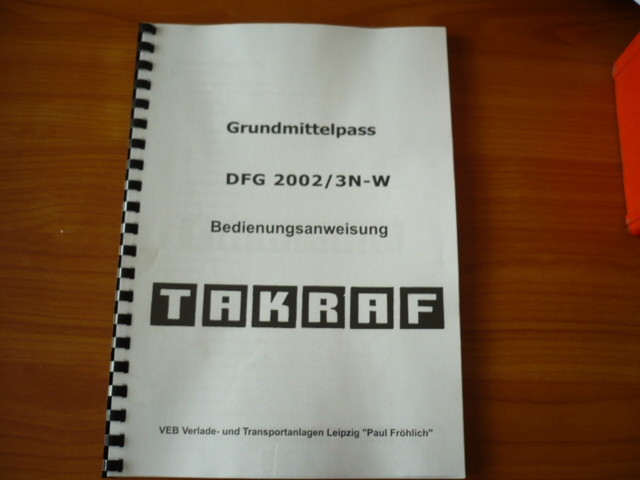 Grundmittelpass
DFG 2002/3N-W
Bedienungsanweisung
TAKRAF
VEB Verlade- und Transportanlagen Leipzig "Paul Fröhlich"